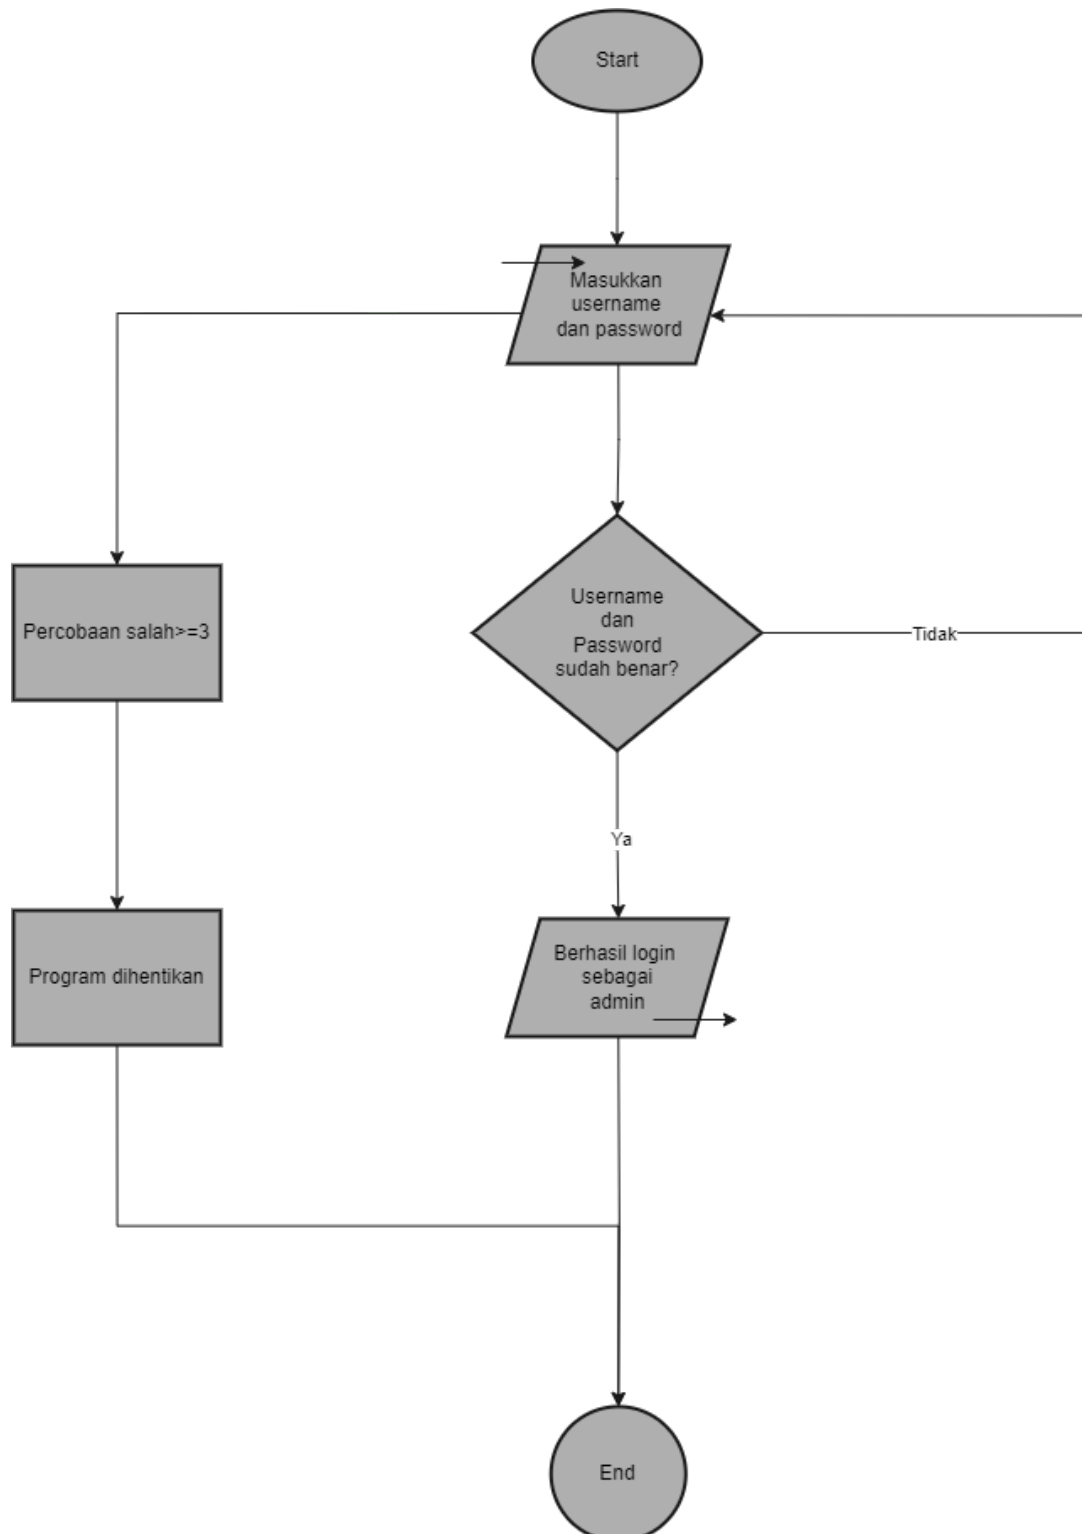 Start
Masukkan
username
dan password
Percobaan salah>=3
Username
dan
Password
sudah benar?
Tidak
Ya
Program dihentikan
Berhasil login
sebagai
admin
End